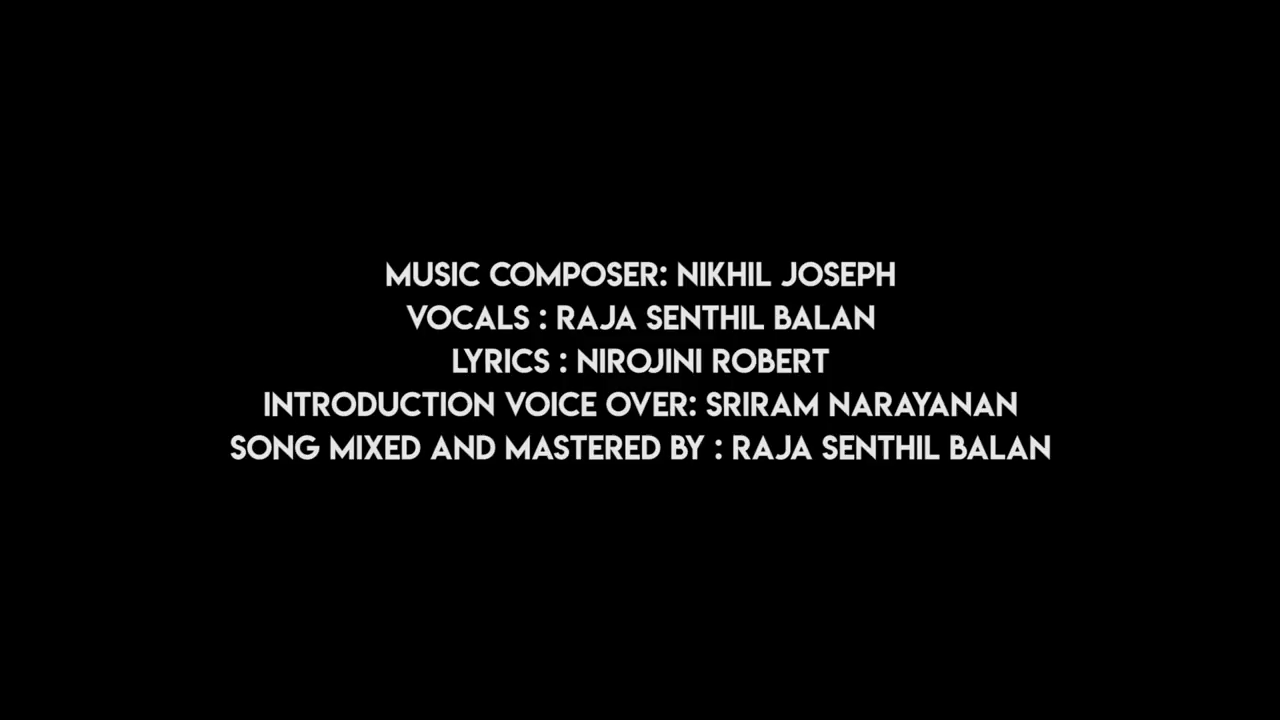 MUSIC COMPOSER: NIKHIL JOSEPH
VOCALS : RAJA SENTHIL BALAN
LYRICS : NIROJINI ROBERT
INTRODUCTION VOICE OVER: SRIRAM NARAYANAN
SONG MIXED AND MASTERED BY : RAJA SENTHIL BALAN